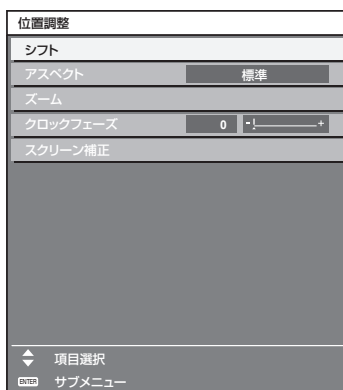 位置調整
シフト
アスペクト 標準
ズーム
クロックフェーズ 0 - +
スクリーン補正
項目選択
ENTER サブメニュー